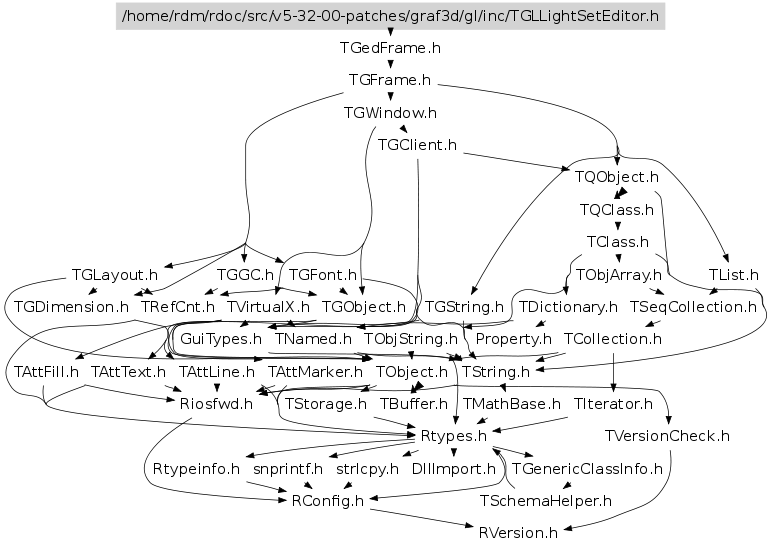 /home/rdm/rdoc/src/v5-32-00-patches/graf3d/gl/inc/TGLLightSetEditor.h
TGedFrame.h
TGFrame.h
TGWindow.h
TGClient.h
TQObject.h
TQClass.h
TClass.h
TGLayout.h TGGC.h TGFont.h TObjArray.h TList.h
TGDimension.h TRefCnt.h TVirtualX.h TGObject.h TGString.h TDictionary.h TSeqCollection.h
GuiTypes.h TNamed.h TObjString.h Property.h TCollection.h
TAttFill.h TAttText.h TAttLine.h TAttMarker.h TObject.h TString.h
Riosfwd.h TStorage.h TBuffer.h TMathBase.h TIterator.h
Rtypes.h TVersionCheck.h
Rtypeinfo.h snprintf.h strlcpy.h DllImport.h TGenericClassInfo.h
RConfig.h TSchemaHelper.h
RVersion.h